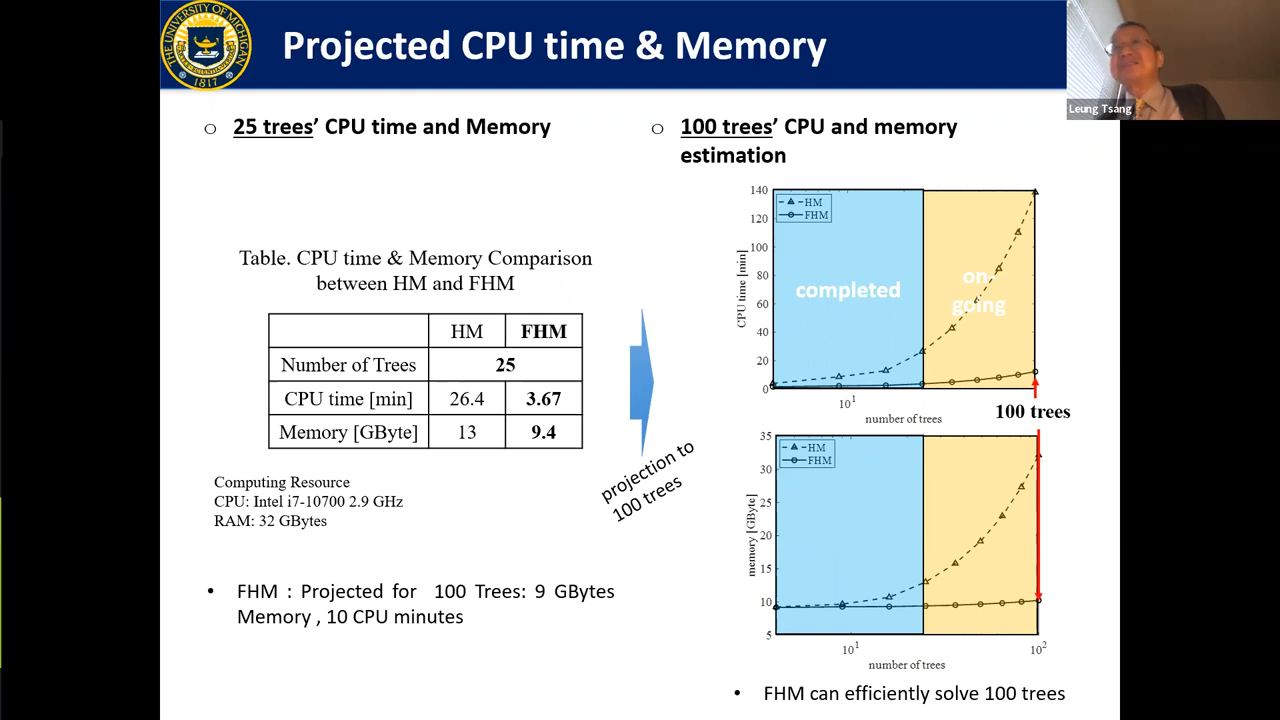 THE UNIVERSITY OF MICHIGAN
1817
Projected CPU time & Memory
Leung Tsang
25 trees' CPU time and Memory
Table. CPU time & Memory Comparison
between HM and FHM
HM FHM
Number of Trees 25
CPU time [min] 26.4 3.67
Memory [GByte] 13 9.4
Computing Resource
CPU: Intel i7-10700 2.9 GHz
RAM: 32 GBytes
• FHM : Projected for 100 Trees: 9 GBytes
Memory , 10 CPU minutes
projection to
100 trees
100 trees' CPU and memory
estimation
140
120
100
80
60
40
20
0
CPU time [min]
HM
FHM
completed
on-
going
10¹
number of trees
100 trees
35
30
25
20
15
10
5
memory [GByte]
HM
FHM
10¹ 10²
number of trees
• FHM can efficiently solve 100 trees